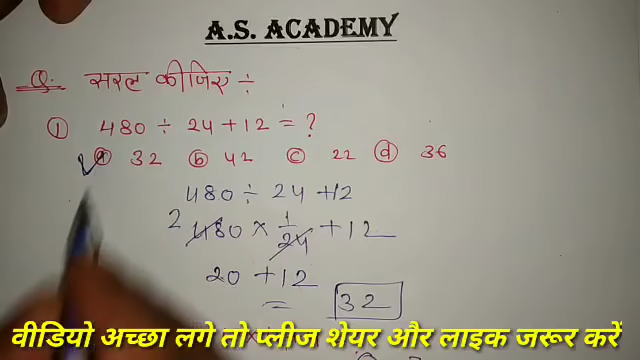 A.S. ACADEMY
Q. सरल कीजिए ÷
① 480 ÷ 24 + 12 = ?
ⓐ 32 ⓑ 42 ⓒ 22 ⓓ 36
480 ÷ 24 + 12
2 480 × 1/24 + 12
20 + 12
= 32
वीडियो अच्छा लगे तो प्लीज शेयर और लाइक जरूर करें